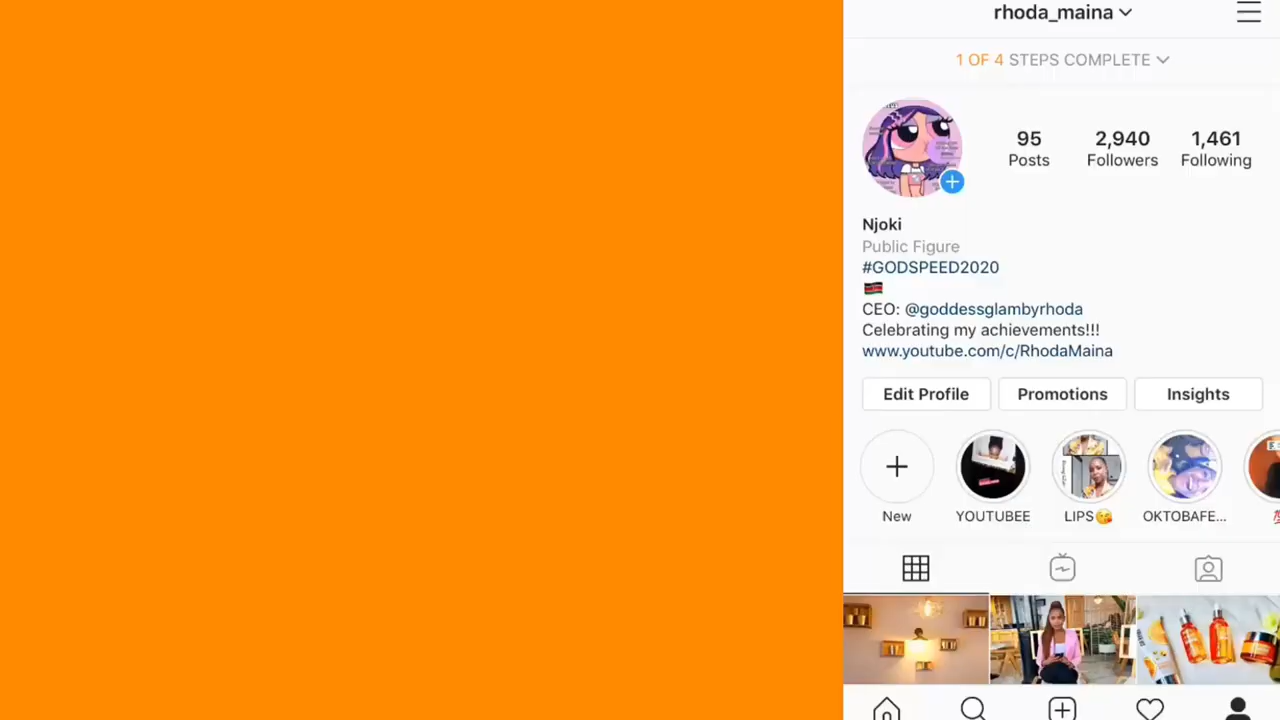 rhoda_maina
1 OF 4 STEPS COMPLETE
95 2,940 1,461
Posts Followers Following
Njoki
Public Figure
#GODSPEED2020
🇰🇪
CEO: @goddessglambyrhoda
Celebrating my achievements!!!
www.youtube.com/c/RhodaMaina
Edit Profile Promotions Insights
New YOUTUBEE LIPS😘 OKTOBAFE...